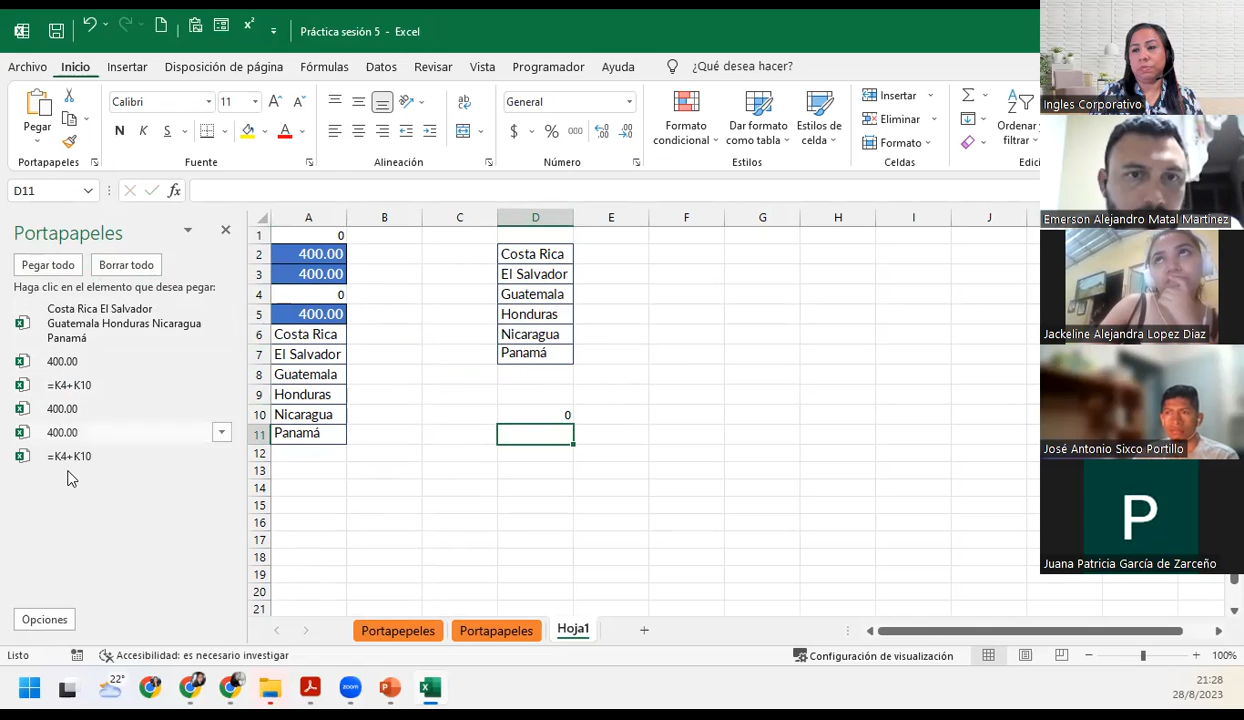 Práctica sesión 5 - Excel
Archivo Inicio Insertar Disposición de página Fórmulas Datos Revisar Vista Programador Ayuda ¿Qué desea hacer?
Pegar
Calibri 11
N K S
General
$ % 000
Formato condicional
Dar formato como tabla
Estilos de celda
Insertar
Eliminar
Formato
Ordenar y filtrar
Portapapeles Fuente Alineación Número Estilos Celdas Edici
D11 fx
Portapapeles
Pegar todo Borrar todo
Haga clic en el elemento que desea pegar:
Costa Rica El Salvador
Guatemala Honduras Nicaragua
Panamá
400.00
=K4+K10
400.00
400.00
=K4+K10
Opciones
A B C D E F G H I J
1 0
2 400.00 Costa Rica
3 400.00 El Salvador
4 0 Guatemala
5 400.00 Honduras
6 Costa Rica Nicaragua
7 El Salvador Panamá
8 Guatemala
9 Honduras
10 Nicaragua 0
11 Panamá
12
13
14
15
16
17
18
19
20
21
Portapepeles Portapapeles Hoja1
Listo Accesibilidad: es necesario investigar Configuración de visualización 100%
22°
zoom
21:28
28/8/2023
Ingles Corporativo
Emerson Alejandro Matal Martínez
Jackeline Alejandra Lopez Diaz
José Antonio Sixco Portillo
P
Juana Patricia García de Zarceño